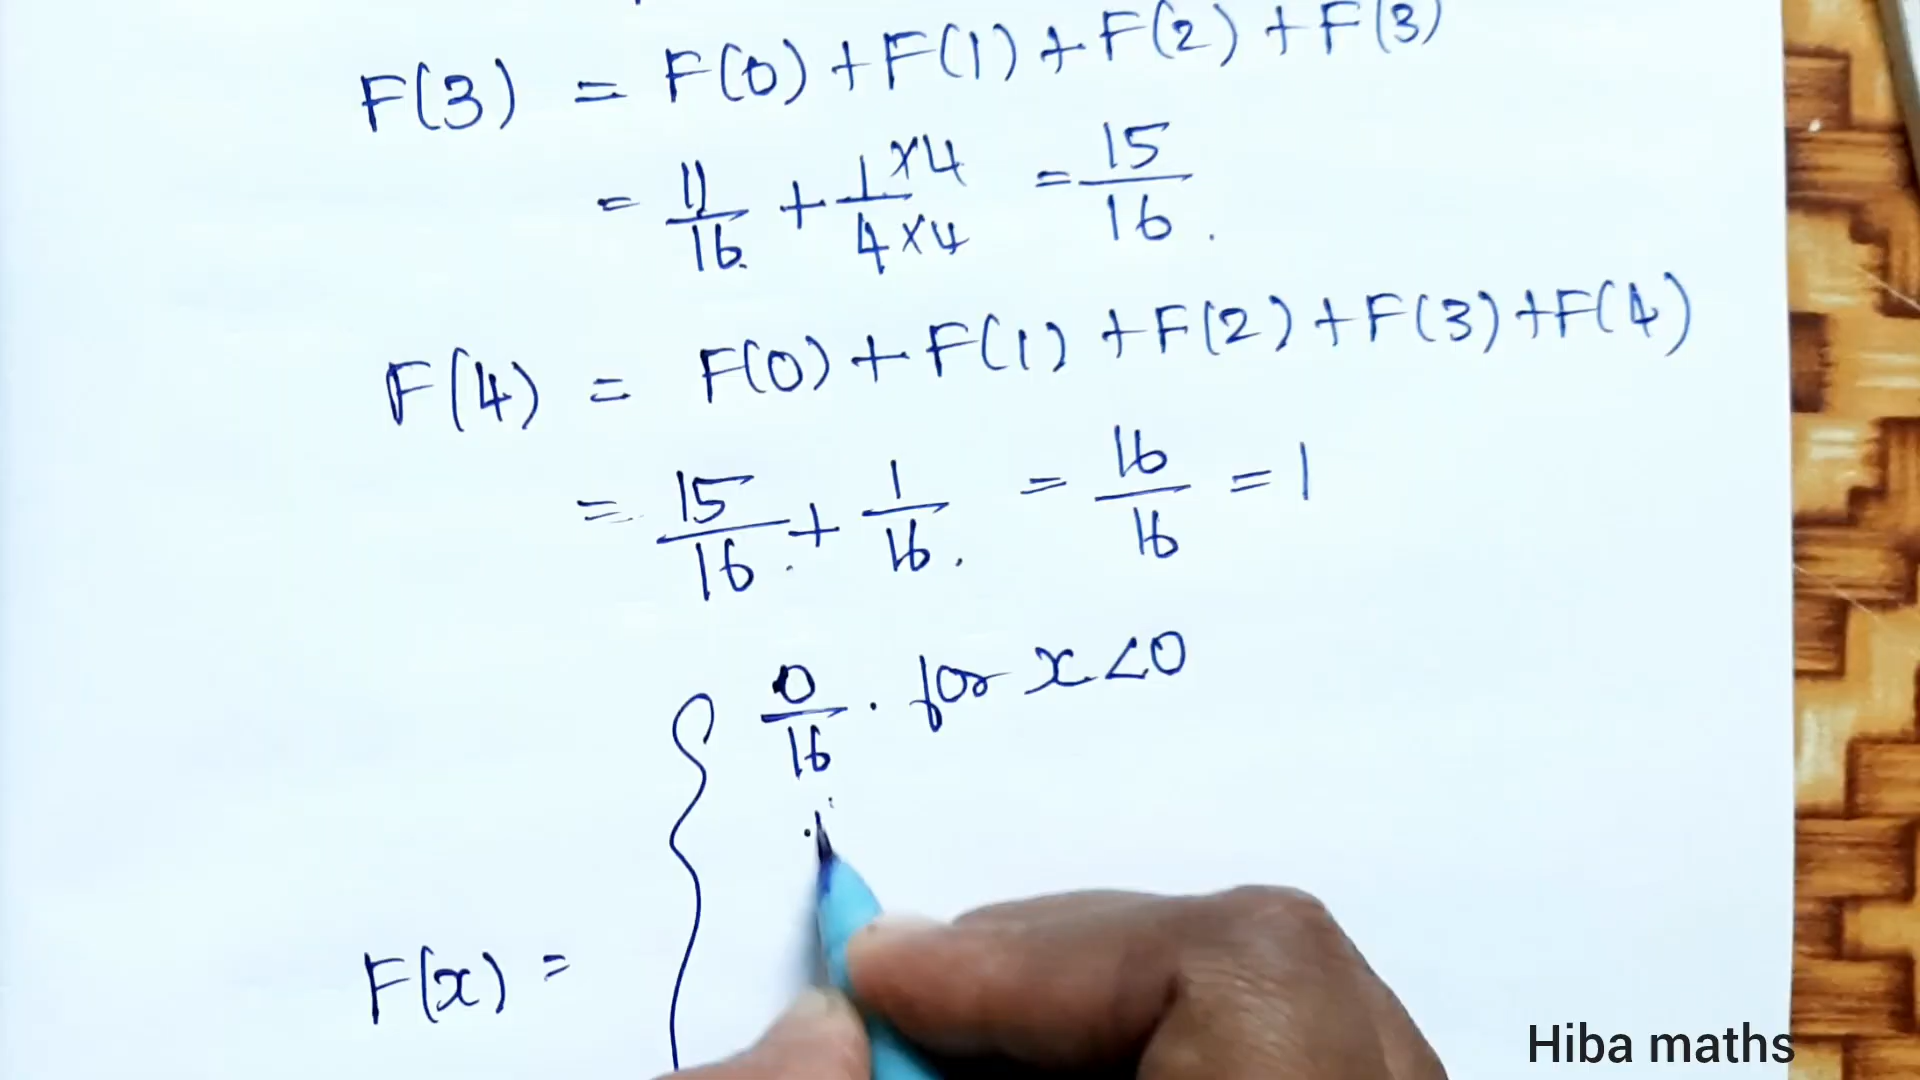 F(3) = F(0) + F(1) + F(2) + F(3)
= 11/16 + 1×4/4×4 = 15/16.
F(4) = F(0) + F(1) + F(2) + F(3) + F(4)
= 15/16 + 1/16. = 16/16 = 1
F(x) = { 0/16 . for x<0
Hiba maths